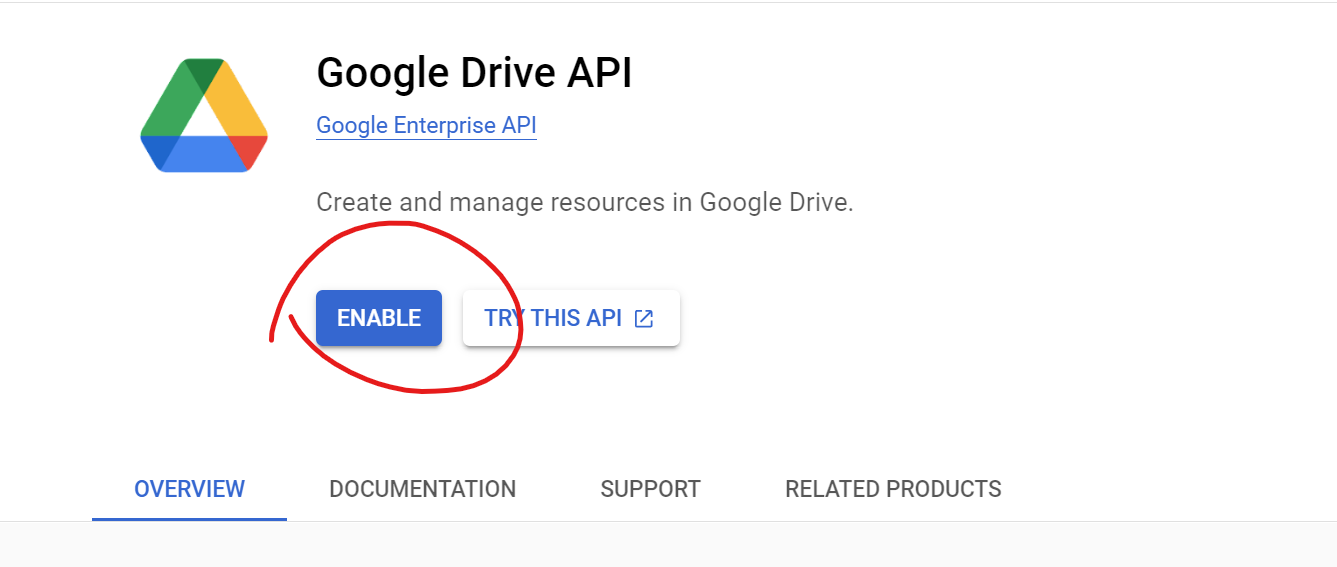 Google Drive API
Google Enterprise API
Create and manage resources in Google Drive.
ENABLE TRY THIS API
OVERVIEW DOCUMENTATION SUPPORT RELATED PRODUCTS